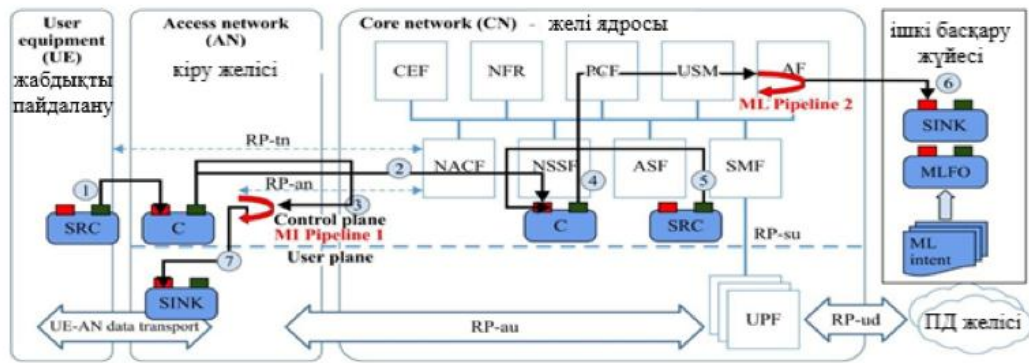 User
equipment
(UE)
жабдықты
пайдалану
Access network
(AN)
кіру желісі
Core network (CN) - желі ядросы
ішкі басқару
жүйесі
CEF
NFR
PCF
USM
AF
ML Pipeline 2
6
SINK
MLFO
ML
intent
RP-tn
NACF
NSSF
ASF
SMF
1
2
RP-an
3
4
5
SRC
C
Control plane
MI Pipeline 1
C
SRC
RP-su
7
User plane
SINK
UE-AN data transport
RP-au
UPF
RP-ud
ПД желісі